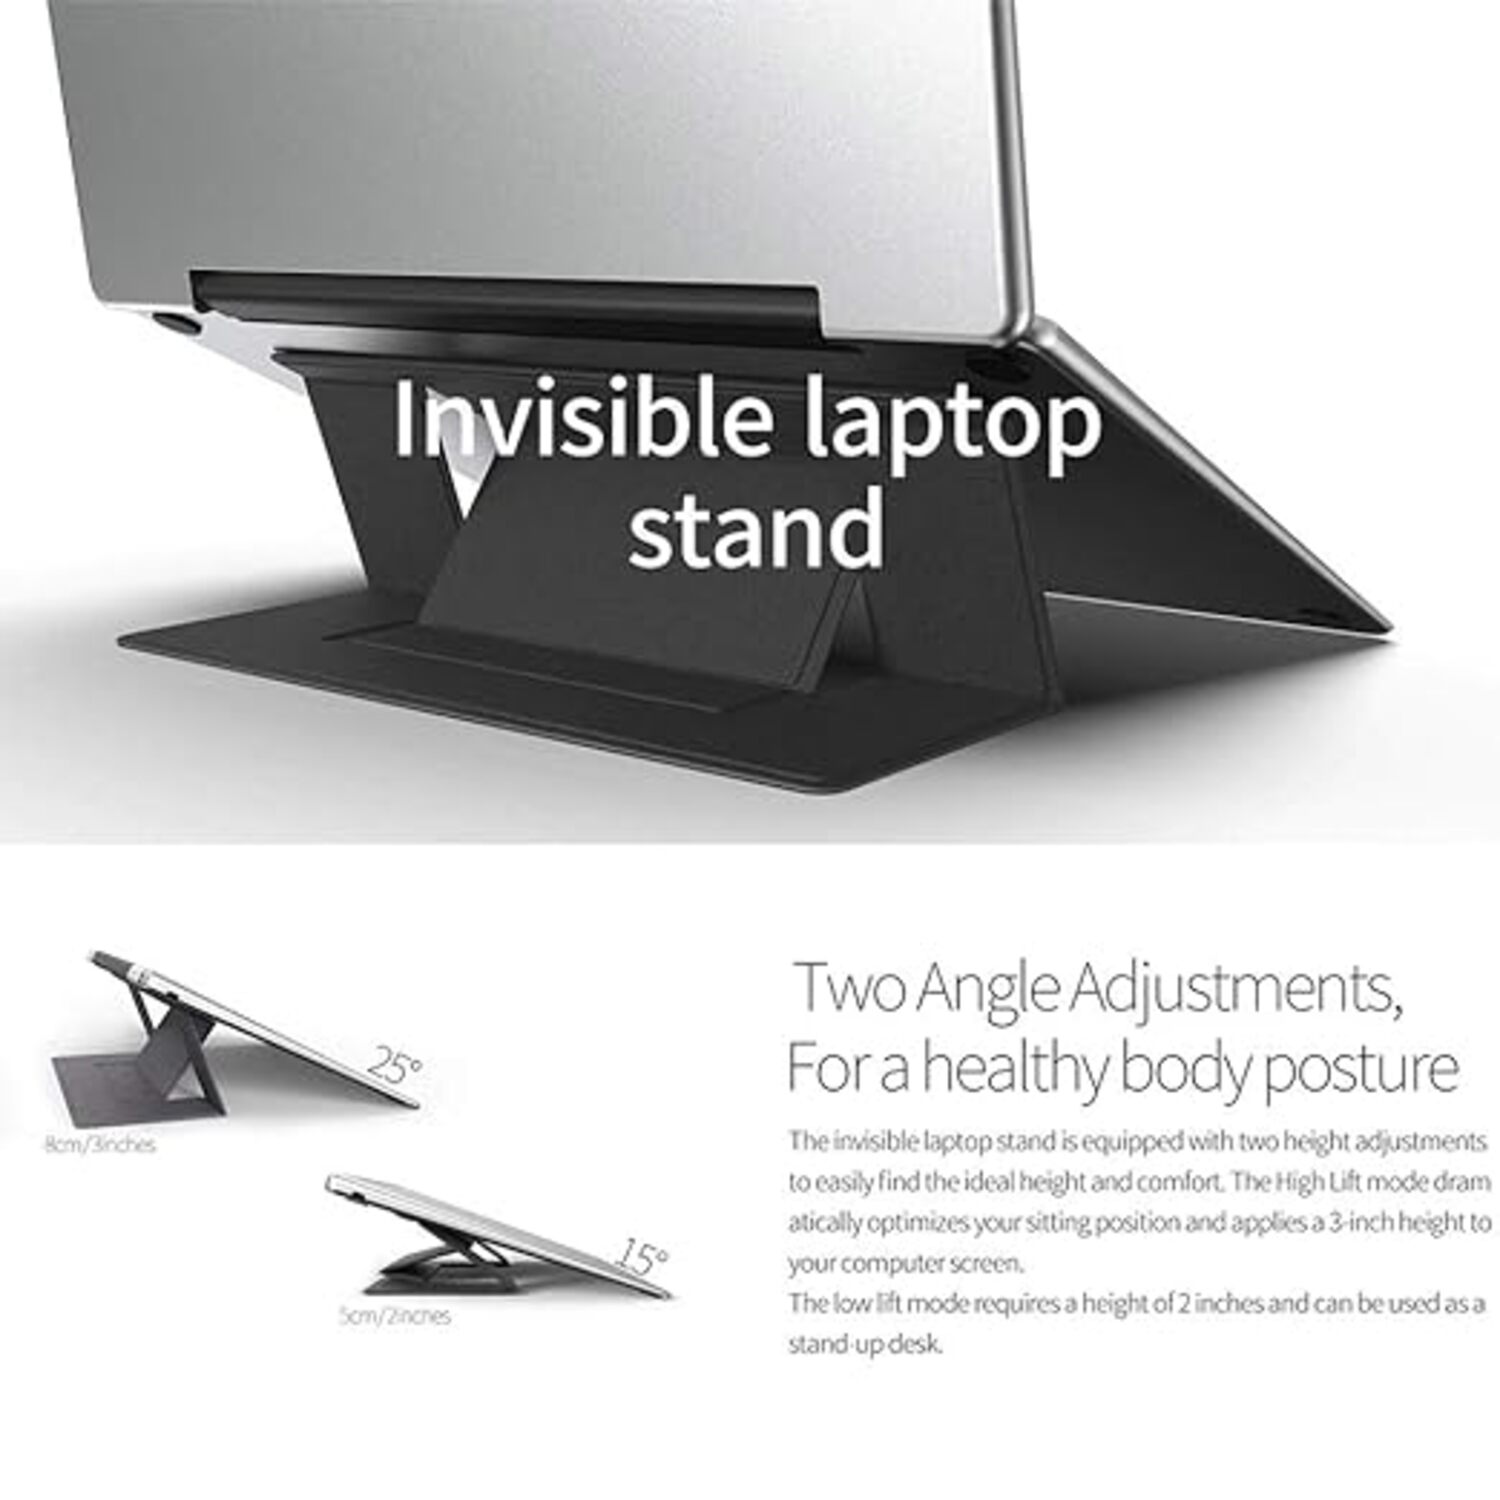 Invisible laptop
stand
Two Angle Adjustments,
For a healthy body posture
25°
8cm/3inches
15°
5cm/2inches
The invisible laptop stand is equipped with two height adjustments
to easily find the ideal height and comfort. The High Lift mode dram
atically optimizes your sitting position and applies a 3-inch height to
your computer screen.
The low lift mode requires a height of 2 inches and can be used as a
stand-up desk.